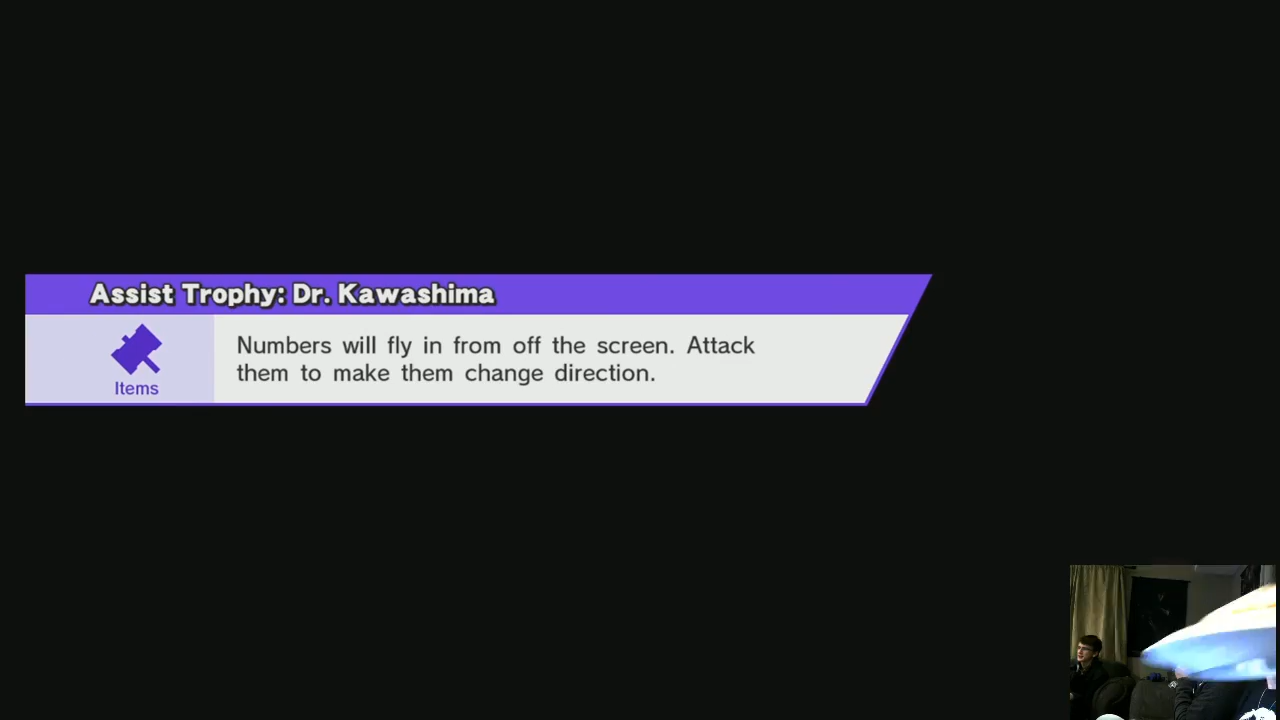 Assist Trophy: Dr. Kawashima
Numbers will fly in from off the screen. Attack
them to make them change direction.
Items